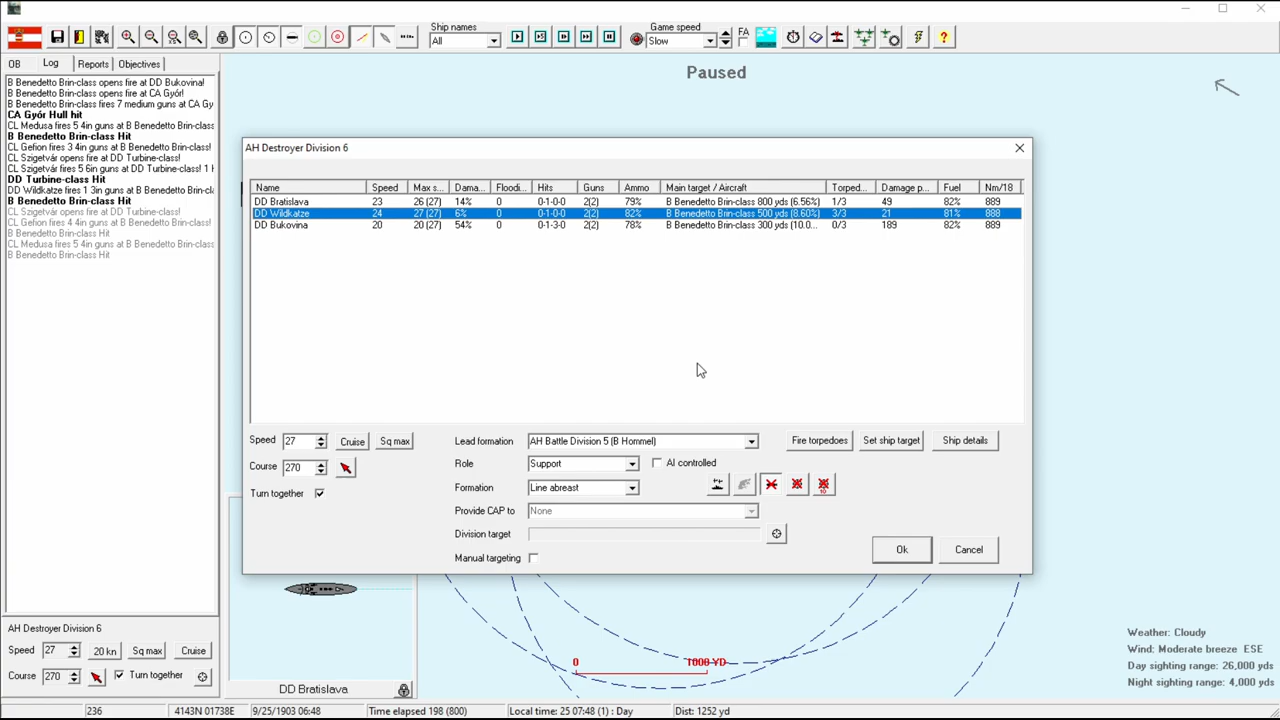 Ship names
Game speed
All
Slow
FA
OB Log Reports Objectives
Paused
B Benedetto Brin-class opens fire at DD Bukovina!
B Benedetto Brin-class opens fire at CA Győr!
B Benedetto Brin-class fires 7 medium guns at CA Gy
CA Győr Hull hit
CL Medusa fires 5 4in guns at B Benedetto Brin-class
B Benedetto Brin-class Hit
CL Gefion fires 3 4in guns at B Benedetto Brin-class
CL Szigetvár opens fire at DD Turbine-class!
CL Szigetvár fires 5 6in guns at DD Turbine-class! 1 h
DD Turbine-class Hit
DD Wildkatze fires 1 3in guns at B Benedetto Brin-cl
B Benedetto Brin-class Hit
CL Szigetvár opens fire at DD Turbine-class!
CL Gefion fires 2 4in guns at B Benedetto Brin-class
B Benedetto Brin-class Hit
CL Medusa fires 5 4in guns at B Benedetto Brin-class
B Benedetto Brin-class Hit
AH Destroyer Division 6
Name Speed Max s... Dama... Floodi... Hits Guns Ammo Main target / Aircraft Torped... Damage p... Fuel Nm/18
DD Bratislava 23 26 (27) 14% 0 0-1-0-0 2(2) 79% B Benedetto Brin-class 800 yds (6.56%) 1/3 49 82% 889
DD Wildkatze 24 27 (27) 6% 0 0-1-0-0 2(2) 82% B Benedetto Brin-class 500 yds (8.60%) 3/3 21 81% 888
DD Bukovina 20 20 (27) 54% 0 0-1-3-0 2(2) 78% B Benedetto Brin-class 300 yds (10.0... 0/3 189 82% 889
Speed 27 Cruise Sq max
Course 270
Turn together
Lead formation AH Battle Division 5 (B Hommel)
Role Support AI controlled
Formation Line abreast
Provide CAP to None
Division target
Manual targeting
Fire torpedoes Set ship target Ship details
10
Ok Cancel
AH Destroyer Division 6
Speed 27 20 kn Sq max Cruise
Course 270 Turn together
DD Bratislava
0 1000 YD
Weather: Cloudy
Wind: Moderate breeze ESE
Day sighting range: 26,000 yds
Night sighting range: 4,000 yds
236 4143N 01738E 9/25/1903 06:48 Time elapsed 198 (800) Local time: 25 07:48 (1) : Day Dist: 1252 yd